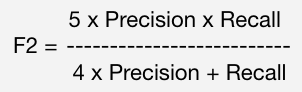 5 x Precision x Recall
F2 = --------------------------
4 x Precision + Recall